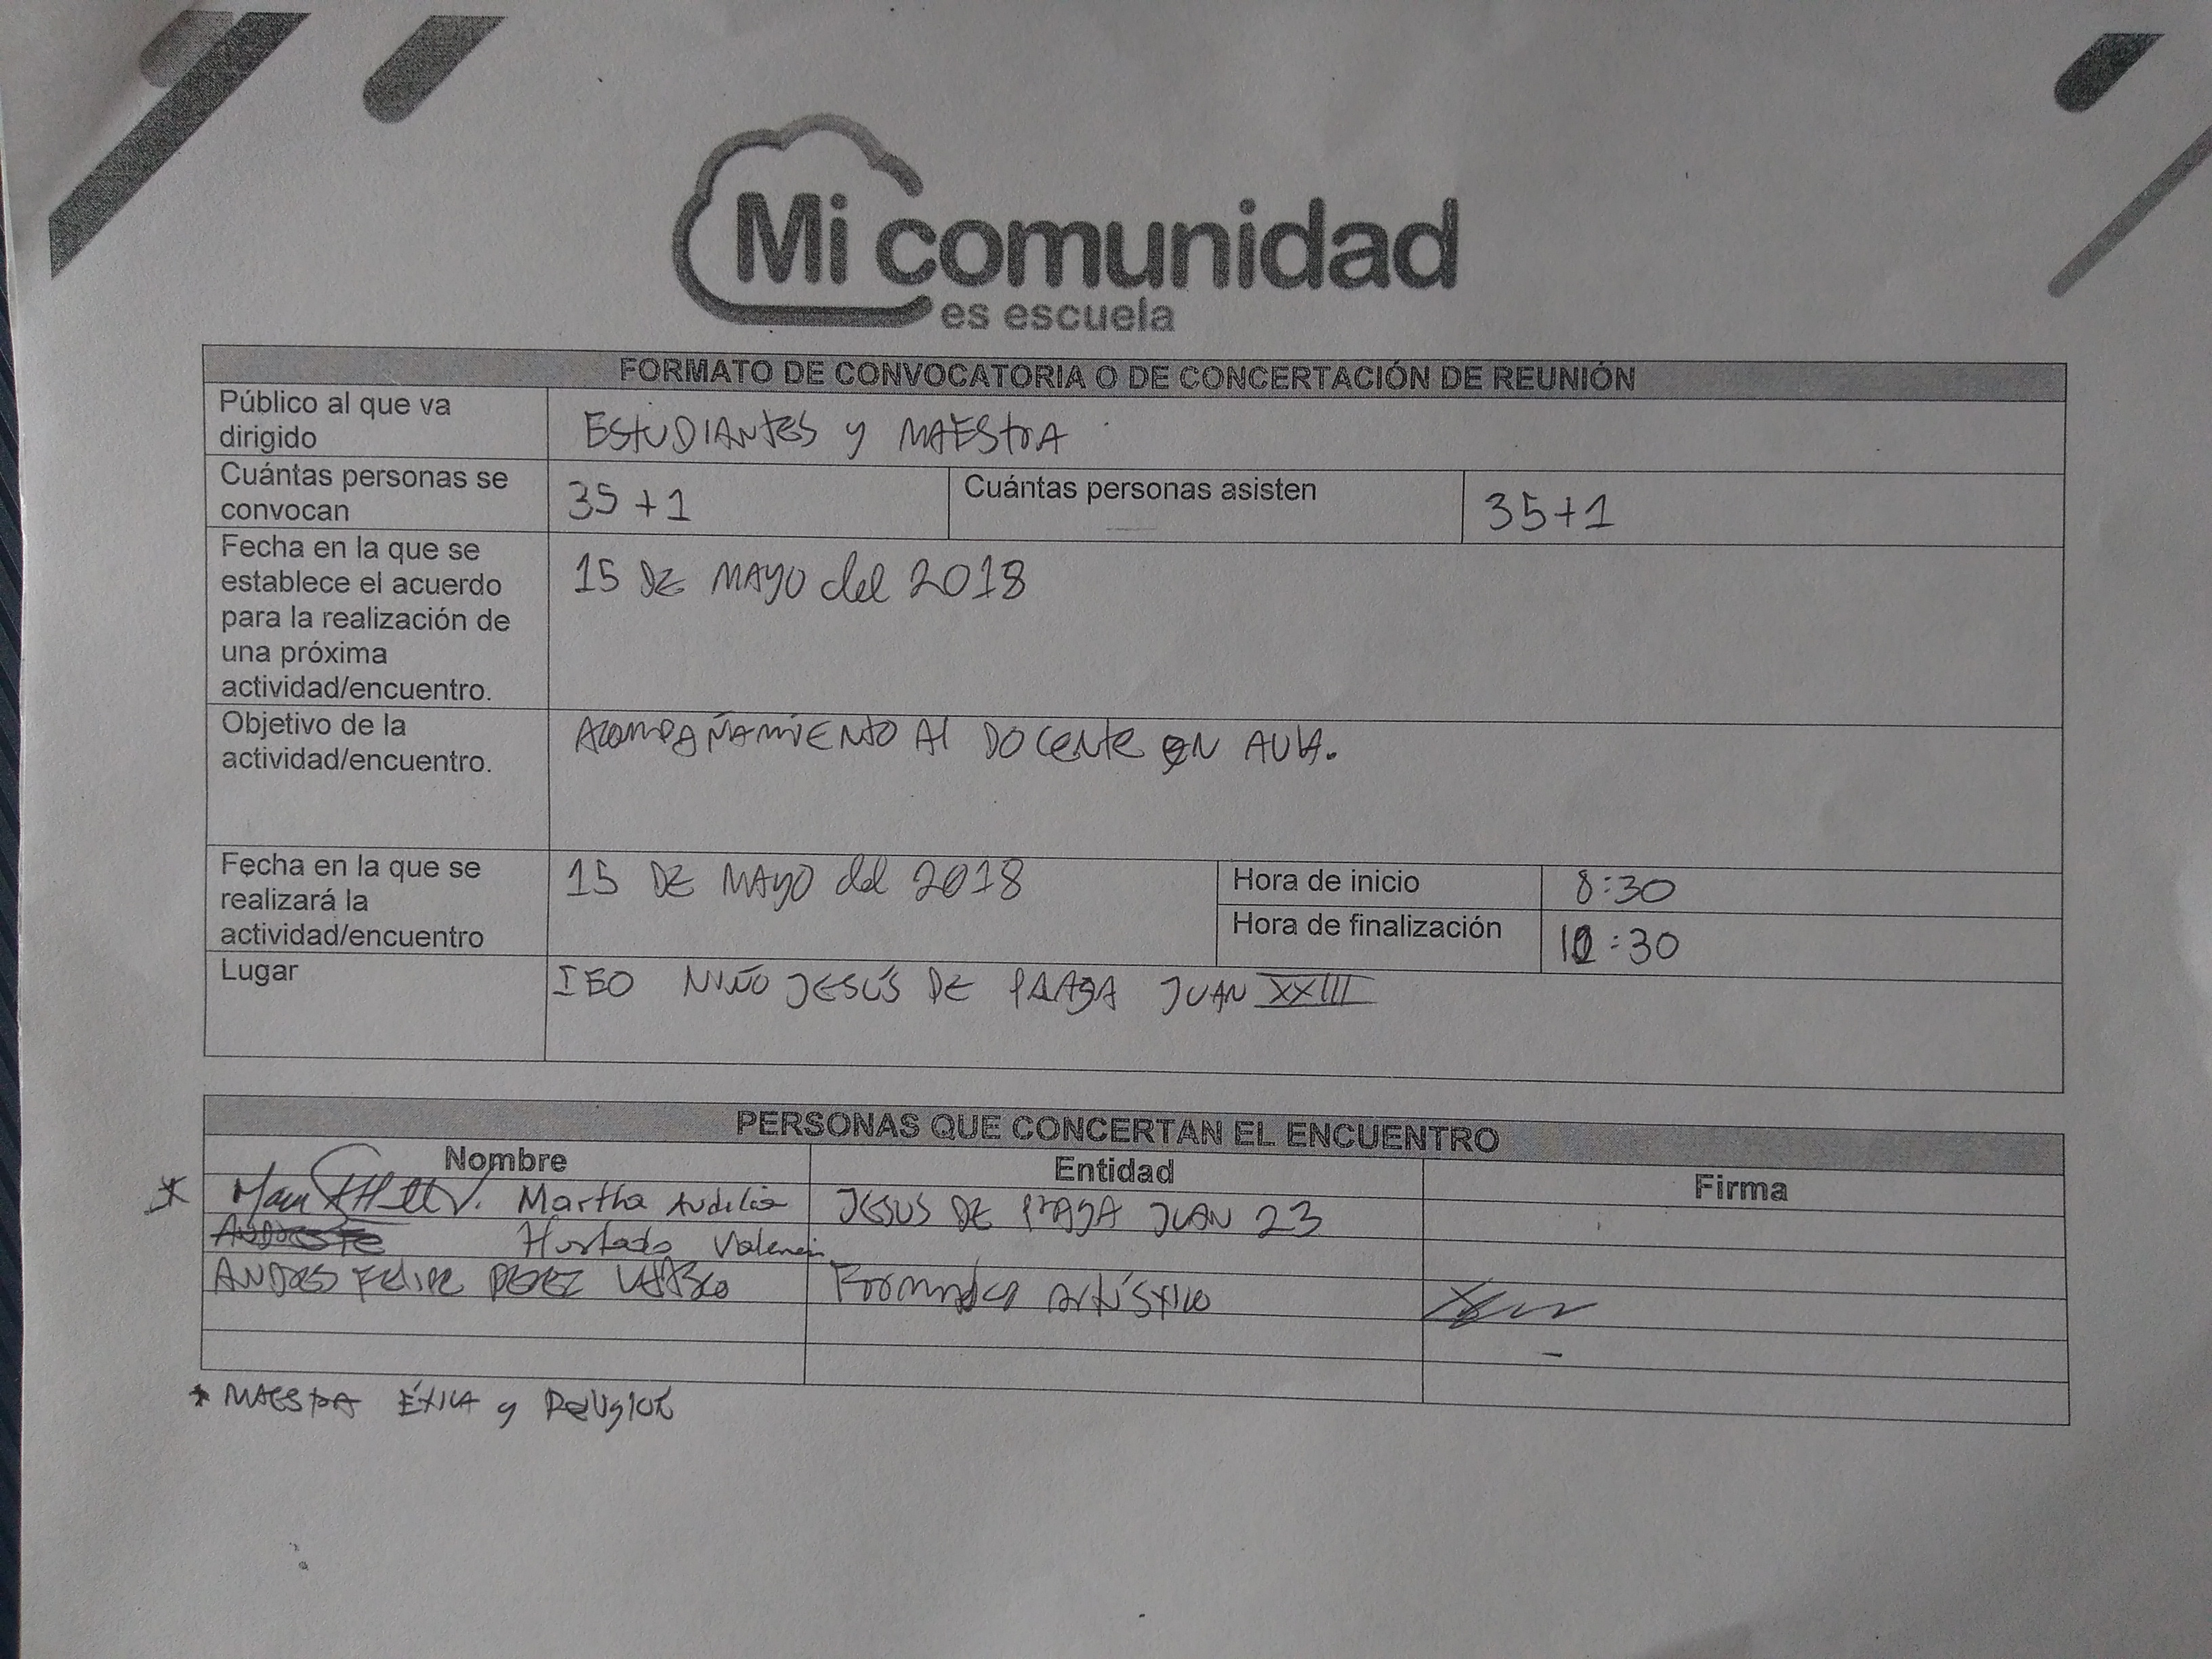 Mi comunidad
es escuela
FORMATO DE CONVOCATORIA O DE CONCERTACIÓN DE REUNIÓN
Público al que va
dirigido
ESTUDIANTES y MAESTRA
Cuántas personas se
convocan
35+1
Cuántas personas asisten
35+1
Fecha en la que se
establece el acuerdo
para la realización de
una próxima
actividad/encuentro.
15 DE MAYO del 2018
Objetivo de la
actividad/encuentro.
ACOMPAÑAMIENTO Al DOCENTE EN AULA.
Fecha en la que se
realizará la
actividad/encuentro
15 DE MAYO del 2018
Hora de inicio
8:30
Hora de finalización
:30
Lugar
IEO NIÑO JESÚS DE PRAGA JUAN XXIII
PERSONAS QUE CONCERTAN EL ENCUENTRO
Nombre
Entidad
Firma
* Martha Audilia
Hurtado Valencia
JESUS DE PRAGA JUAN 23
ANDRES FELIPE PEREZ VELASCO
Formador artístico
* MAESTRA ÉTICA y RELIGIÓN